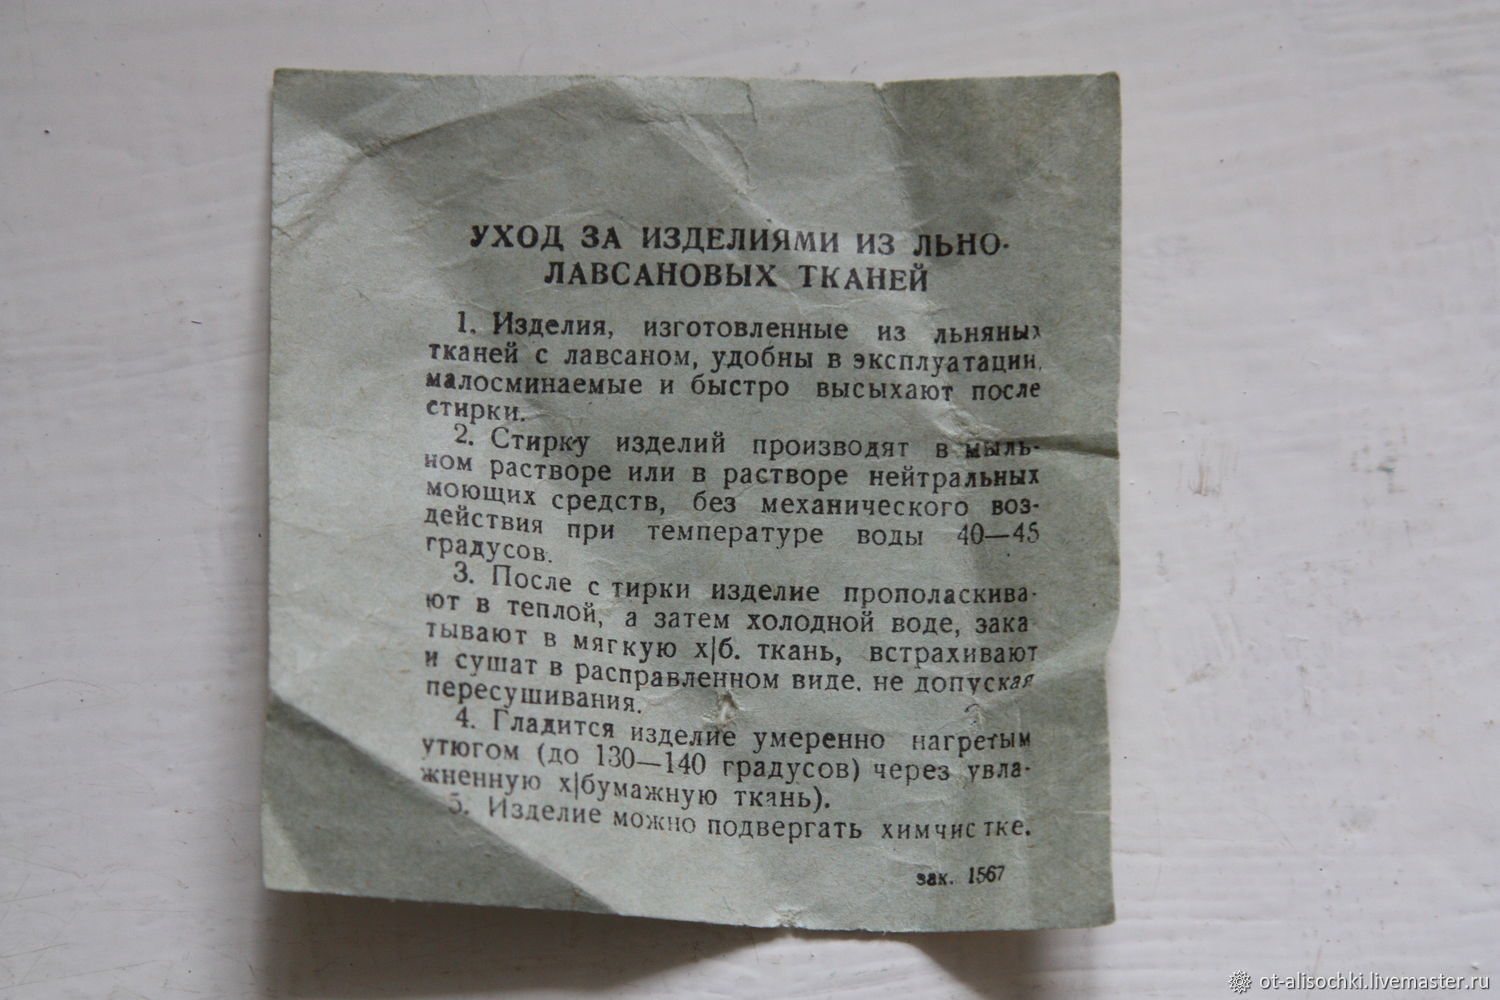 УХОД ЗА ИЗДЕЛИЯМИ ИЗ ЛЬНО-
ЛАВСАНОВЫХ ТКАНЕЙ
1. Изделия, изготовленные из льняных
тканей с лавсаном, удобны в эксплуатации,
малосминаемые и быстро высыхают после
стирки.
2. Стирку изделий производят в мыль-
ном растворе или в растворе нейтральных
моющих средств, без механического воз-
действия при температуре воды 40—45
градусов.
3. После с тирки изделие прополаскива-
ют в теплой, а затем холодной воде, зака
тывают в мягкую х|б. ткань, встрахивают
и сушат в расправленном виде. не допуская
пересушивания.
4. Гладится изделие умеренно нагретым
утюгом (до 130—140 градусов) через увла-
жненную х|бумажную ткань).
5. Изделие можно подвергать химчистке.
зак. 1567
ot-alisochki.livemaster.ru